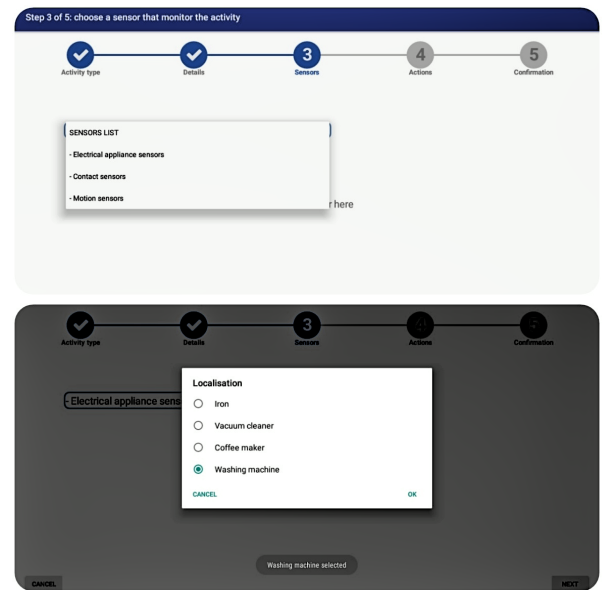 Step 3 of 5: choose a sensor that monitor the activity
3
4
5
Activity type
Details
Sensors
Actions
Confirmation
SENSORS LIST
- Electrical appliance sensors
- Contact sensors
- Motion sensors
r here
3
Activity type
Details
Sensors
Actions
Confirmation
- Electrical appliance sens
Localisation
Iron
Vacuum cleaner
Coffee maker
Washing machine
CANCEL
OK
Washing machine selected
CANCEL
NEXT